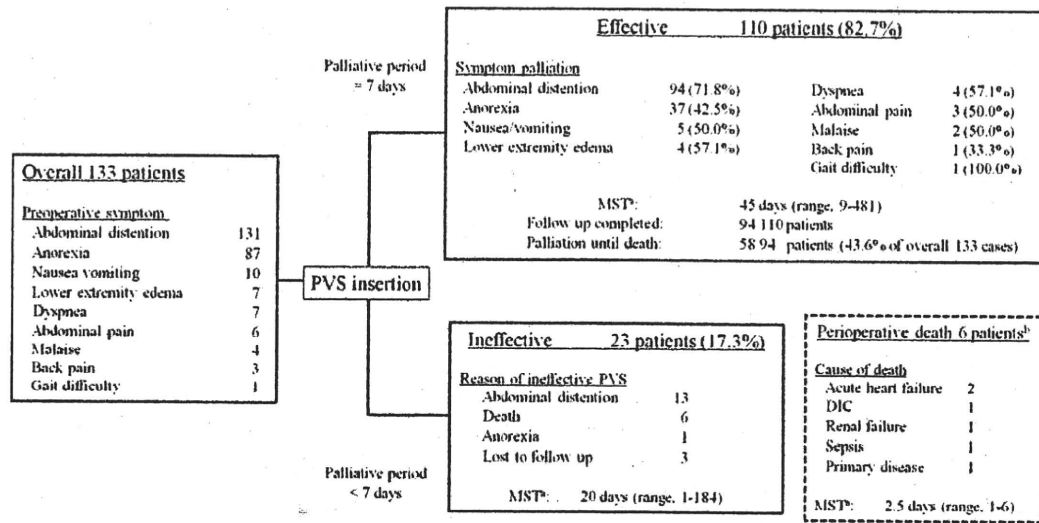 Overall 133 patients
Preoperative symptom
Abdominal distention 131
Anorexia 87
Nausea vomiting 10
Lower extremity edema 7
Dyspnea 7
Abdominal pain 6
Malaise 4
Back pain 3
Gait difficulty 1
PVS insertion
Palliative period
= 7 days
Effective 110 patients (82.7%)
Symptom palliation
Abdominal distention 94 (71.8%)
Anorexia 37 (42.5%)
Nausea/vomiting 5 (50.0%)
Lower extremity edema 4 (57.1%)
Dyspnea 4 (57.1%)
Abdominal pain 3 (50.0%)
Malaise 2 (50.0%)
Back pain 1 (33.3%)
Gait difficulty 1 (100.0%)
MSTa: 45 days (range, 9-481)
Follow up completed: 94 110 patients
Palliation until death: 58 94 patients (43.6% of overall 133 cases)
Palliative period
< 7 days
Ineffective 23 patients (17.3%)
Reason of ineffective PVS
Abdominal distention 13
Death 6
Anorexia 1
Lost to follow up 3
MSTa: 20 days (range, 1-184)
Perioperative death 6 patientsb
Cause of death
Acute heart failure 2
DIC 1
Renal failure 1
Sepsis 1
Primary disease 1
MSTa: 2.5 days (range, 1-6)